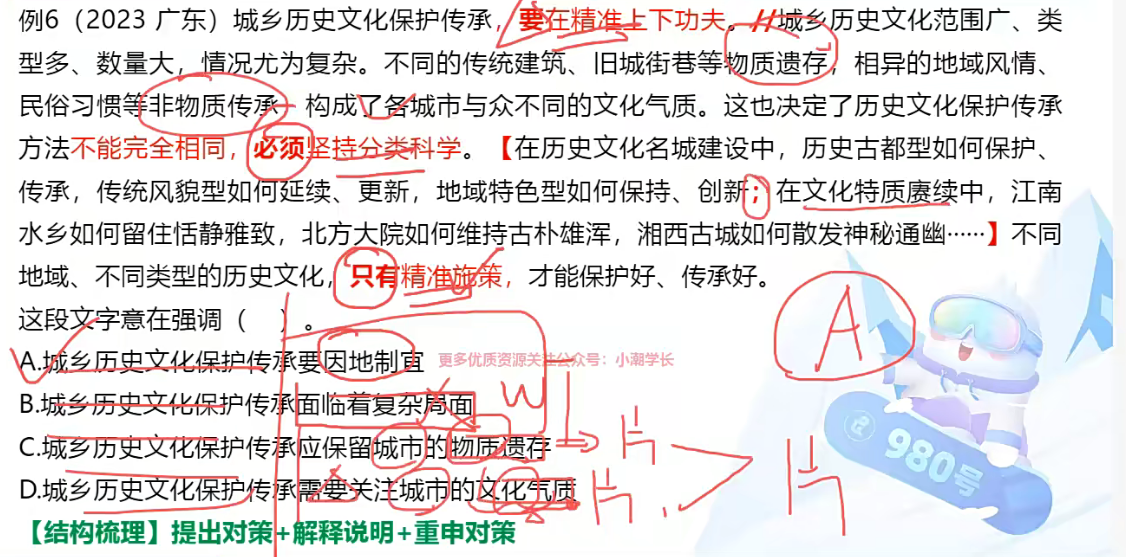 例6（2023 广东）城乡历史文化保护传承，要在精准上下功夫。//城乡历史文化范围广、类
型多、数量大，情况尤为复杂。不同的传统建筑、旧城街巷等物质遗存，相异的地域风情、
民俗习惯等非物质传承，构成了各城市与众不同的文化气质。这也决定了历史文化保护传承
方法不能完全相同，必须坚持分类科学。【在历史文化名城建设中，历史古都型如何保护、
传承，传统风貌型如何延续、更新，地域特色型如何保持、创新；在文化特质赓续中，江南
水乡如何留住恬静雅致，北方大院如何维持古朴雄浑，湘西古城如何散发神秘通幽……】不同
地域、不同类型的历史文化，只有精准施策，才能保护好、传承好。
这段文字意在强调（ ）。
A.城乡历史文化保护传承要因地制宜
更多优质资源关注公众号：小潮学长
A
B.城乡历史文化保护传承面临着复杂局面
W
C.城乡历史文化保护传承应保留城市的物质遗存
片
D.城乡历史文化保护传承需要关注城市的文化气质
片
片
980号
【结构梳理】提出对策+解释说明+重申对策